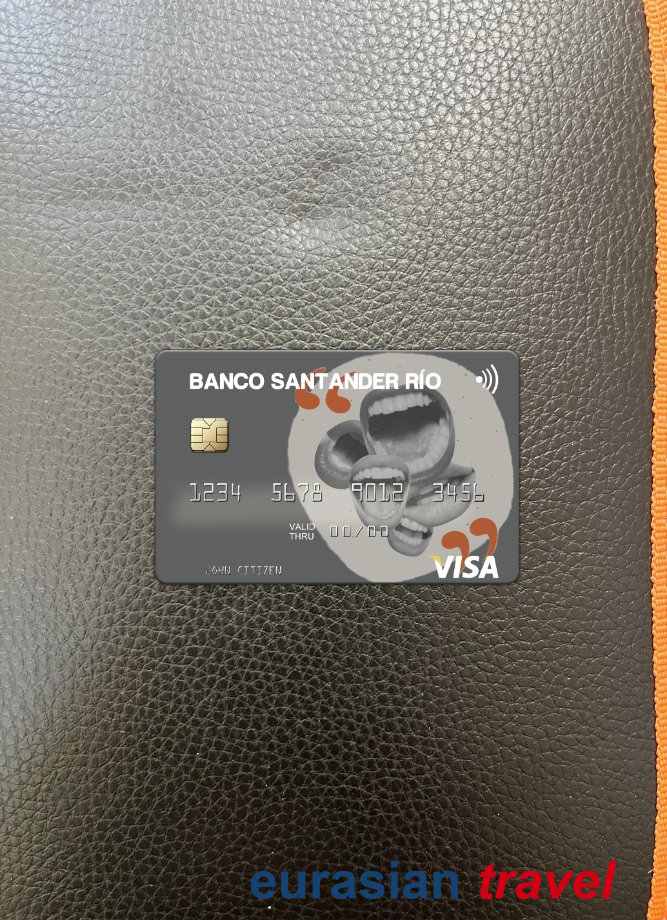 BANCO SANTANDER RÍO
1234 5678 9012 3456
VALID
THRU 00/00
JOHN CITIZEN
VISA
eurasian travel